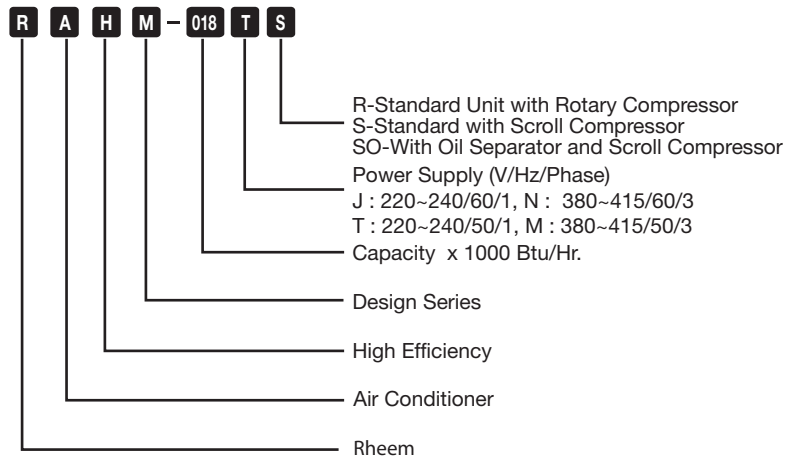 R A H M - 018 T S
R-Standard Unit with Rotary Compressor
S-Standard with Scroll Compressor
SO-With Oil Separator and Scroll Compressor
Power Supply (V/Hz/Phase)
J : 220~240/60/1, N : 380~415/60/3
T : 220~240/50/1, M : 380~415/50/3
Capacity x 1000 Btu/Hr.
Design Series
High Efficiency
Air Conditioner
Rheem